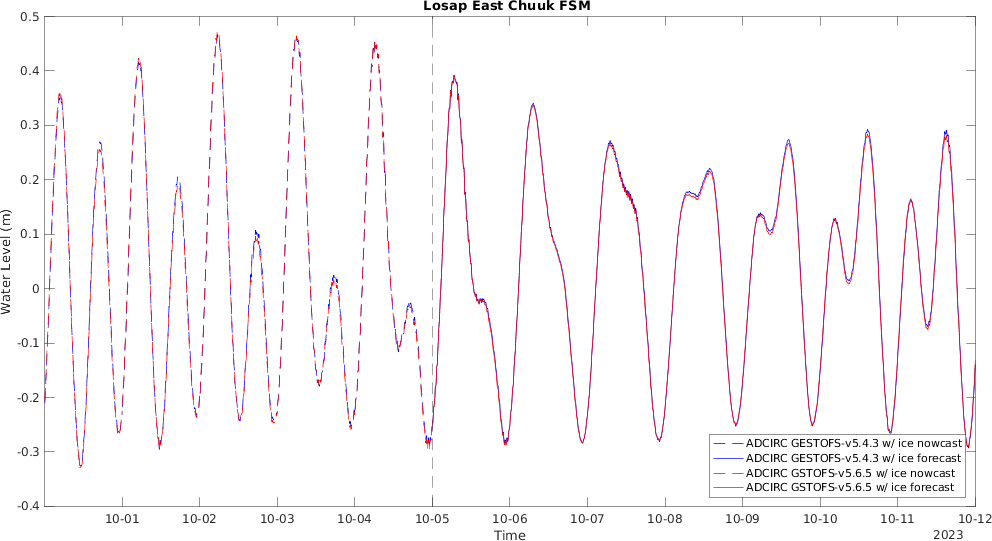 Losap East Chuuk FSM
0.5
0.4
0.3
0.2
0.1
0
-0.1
-0.2
-0.3
-0.4
Water Level (m)
ADCIRC GESTOFS-v5.4.3 w/ ice nowcast
ADCIRC GESTOFS-v5.4.3 w/ ice forecast
ADCIRC GSTOFS-v5.6.5 w/ ice nowcast
ADCIRC GSTOFS-v5.6.5 w/ ice forecast
10-01 10-02 10-03 10-04 10-05 10-06 10-07 10-08 10-09 10-10 10-11 10-12
Time
2023